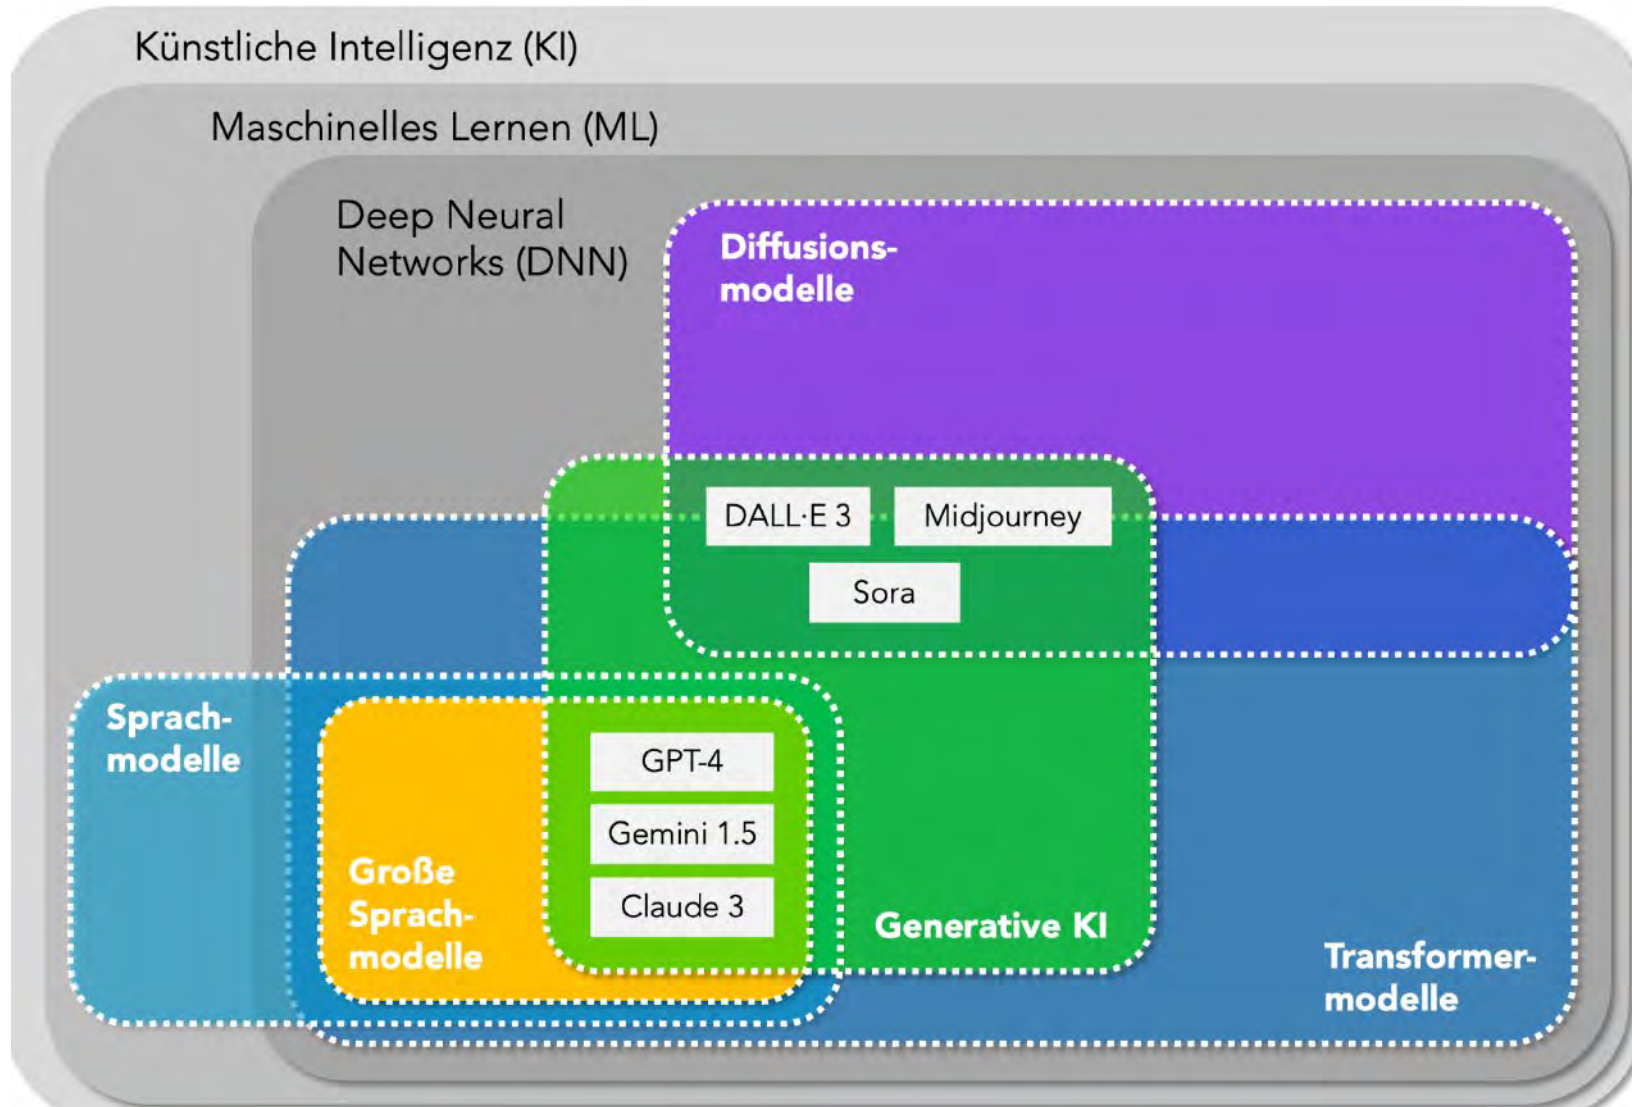 Künstliche Intelligenz (KI)
Maschinelles Lernen (ML)
Deep Neural
Networks (DNN)
Diffusions-
modelle
DALL·E 3
Midjourney
Sora
Sprach-
modelle
GPT-4
Gemini 1.5
Claude 3
Große
Sprach-
modelle
Generative KI
Transformer-
modelle